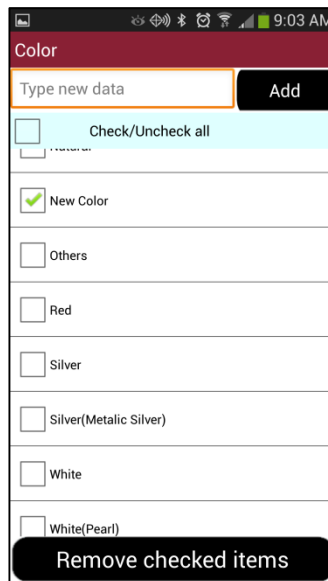 9:03 AM
Color
Type new data
Add
Check/Uncheck all
Natural
New Color
Others
Red
Silver
Silver(Metalic Silver)
White
White(Pearl)
Remove checked items